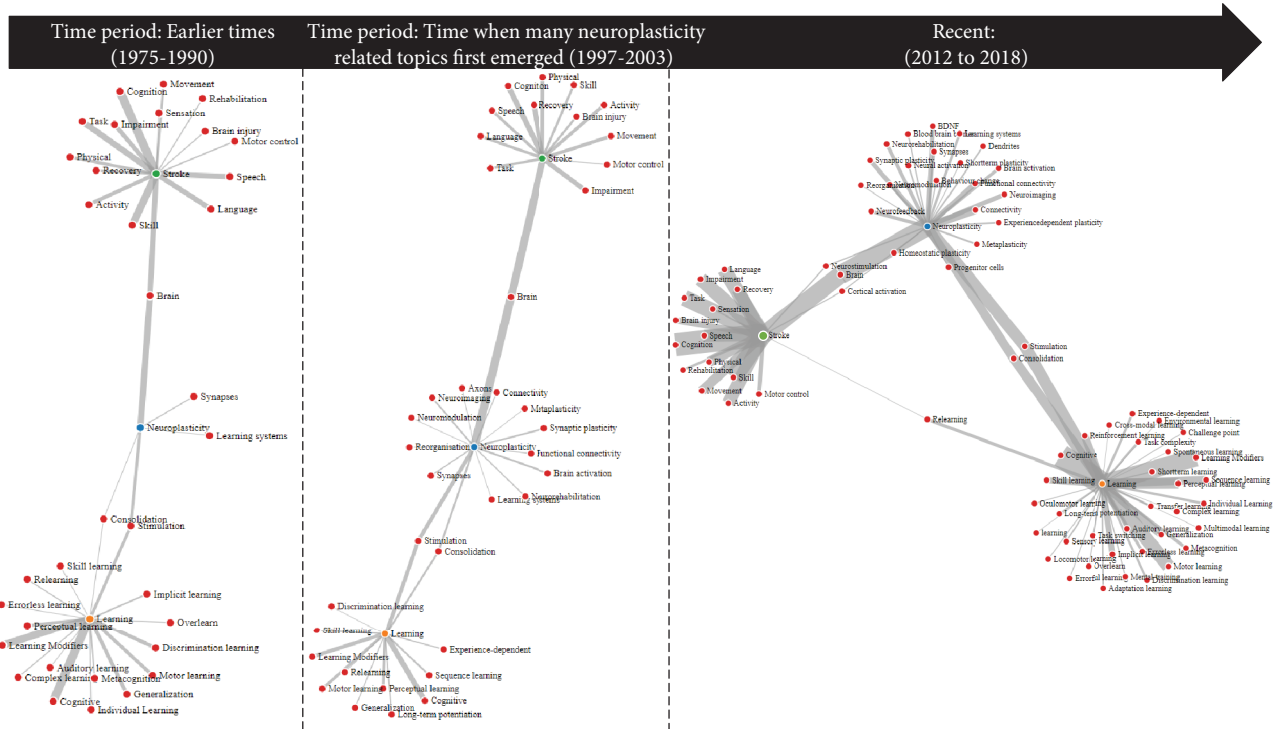 Time period: Earlier times
(1975-1990)
Time period: Time when many neuroplasticity
related topics first emerged (1997-2003)
Recent:
(2012 to 2018)
Movement
Cognition
Rehabilitation
Sensation
Task
Impairment
Brain injury
Motor control
Physical
Recovery
Stroke
Speech
Activity
Language
Skill
Brain
Synapses
Neuroplasticity
Learning systems
Consolidation
Stimulation
Skill learning
Relearning
Implicit learning
Errorless learning
Learning
Overlearn
Perceptual learning
Learning Modifiers
Discrimination learning
Auditory learning
Complex learning
Metacognition
Motor learning
Generalization
Cognitive
Individual Learning
Physical
Cogniton
Skill
Recovery
Activity
Speech
Brain injury
Language
Movement
Stroke
Task
Motor control
Impairment
Brain
Axons
Connectivity
Neuroimaging
Metaplasticity
Neuromodulation
Synaptic plasticity
Reorganisation
Neuroplasticity
Functional connectivity
Synapses
Brain activation
Learning systems
Neurorehabilitation
Stimulation
Consolidation
Discrimination learning
Skill learning
Learning
Experience-dependent
Learning Modifiers
Relearning
Sequence learning
Motor learning
Perceptual learning
Cognitive
Generalization
Long-term potentiation
BDNF
Blood brain
Learning systems
Neurorehabilitation
Synapses
Dendrites
Synaptic plasticity
Neural activation
Shortterm plasticity
Brain activation
Reorganisation
Neuromodulation
Behaviour change
Functional connectivity
Neuroimaging
Neurofeedback
Connectivity
Neuroplasticity
Experiencedependent plasticity
Metaplasticity
Homeostatic plasticity
Neurostimulation
Progenitor cells
Brain
Cortical activation
Language
Impairment
Recovery
Task
Sensation
Brain injury
Speech
Stroke
Cognition
Physical
Rehabilitation
Skill
Movement
Motor control
Activity
Stimulation
Consolidation
Relearning
Experience-dependent
Cross-modal learning
Environmental learning
Reinforcement learning
Challenge point
Task complexity
Cognitive
Spontaneous learning
Learning Modifiers
Shortterm learning
Skill learning
Learning
Perceptual learning
Sequence learning
Oculomotor learning
Transfer learning
Individual Learning
Long-term potentiation
Complex learning
learning
Auditory learning
Multimodal learning
Task switching
Generalization
Sensory learning
Metacognition
Locomotor learning
Implicit learning
Errorless learning
Overlearn
Motor learning
Errorful learning
Mental training
Discrimination learning
Adaptation learning